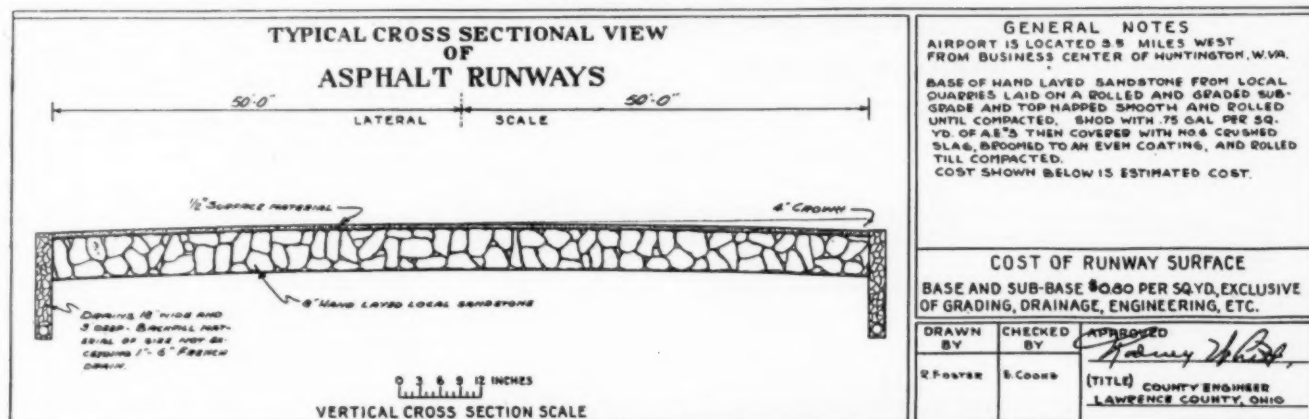 TYPICAL CROSS SECTIONAL VIEW
OF
ASPHALT RUNWAYS
50'-0" 50'-0"
LATERAL SCALE
1/2" SURFACE MATERIAL
4" CROWN
8" HAND LAYED LOCAL SANDSTONE
DRAINS 18" WIDE AND
3' DEEP - BACKFILL MAT-
ERIAL OF SIZE NOT EX-
CEEDING 1" - 6" FRENCH
DRAIN.
0 3 6 9 12 INCHES
VERTICAL CROSS SECTION SCALE
GENERAL NOTES
AIRPORT IS LOCATED MILES WEST
FROM BUSINESS CENTER OF HUNTINGTON, W.VA.
BASE OF HAND LAYED SANDSTONE FROM LOCAL
QUARRIES LAID ON A ROLLED AND GRADED SUB-
GRADE AND TOP NAPPED SMOOTH AND ROLLED
UNTIL COMPACTED. SHOD WITH .75 GAL PER SQ.
YD. OF THEN COVERED WITH NO.6 CRUSHED
SLAG, BROOMED TO AN EVEN COATING, AND ROLLED
TILL COMPACTED.
COST SHOWN BELOW IS ESTIMATED COST.
COST OF RUNWAY SURFACE
BASE AND SUB-BASE $0.80 PER SQ.YD, EXCLUSIVE
OF GRADING, DRAINAGE, ENGINEERING, ETC.
DRAWN BY
CHECKED BY
APPROVED
R. FOSTER
Rodney
(TITLE) COUNTY ENGINEER
LAWRENCE COUNTY, OHIO